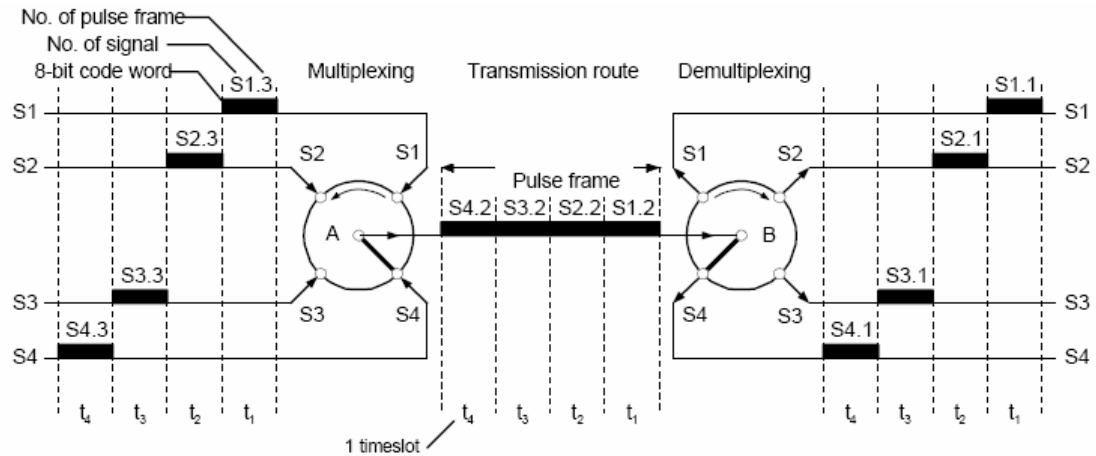 No. of pulse frame
No. of signal
8-bit code word
Multiplexing
Transmission route
Demultiplexing
S1.3
S1.1
S1
S1
S2.3
S2.1
S2
S2
S1
S1
S2
S2
Pulse frame
S4.2 S3.2 S2.2 S1.2
A
B
S3.3
S3.1
S3
S3
S4
S4
S3
S3
S4.3
S4.1
S4
S4
t₄ t₃ t₂ t₁
t₄ t₃ t₂ t₁
t₄ t₃ t₂ t₁
1 timeslot